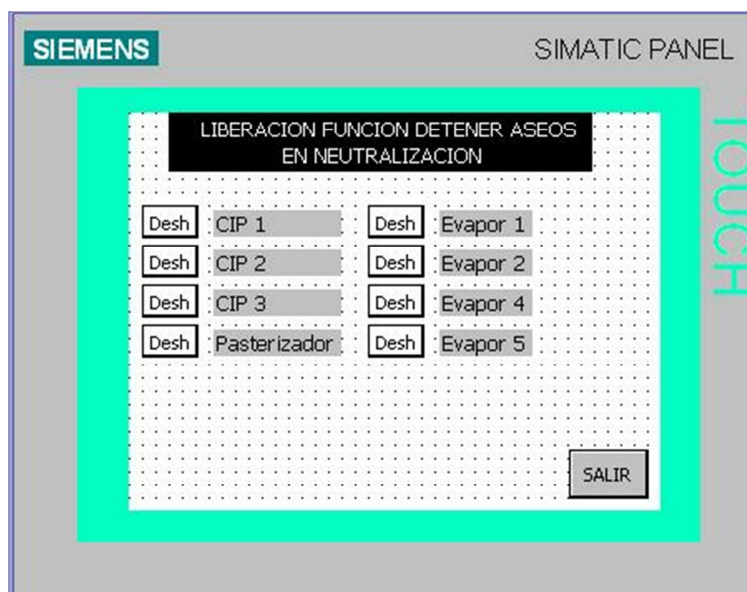 SIEMENS
SIMATIC PANEL
TOUCH
LIBERACION FUNCION DETENER ASEOS
EN NEUTRALIZACION
Desh CIP 1 Desh Evapor 1
Desh CIP 2 Desh Evapor 2
Desh CIP 3 Desh Evapor 4
Desh Pasterizador Desh Evapor 5
SALIR